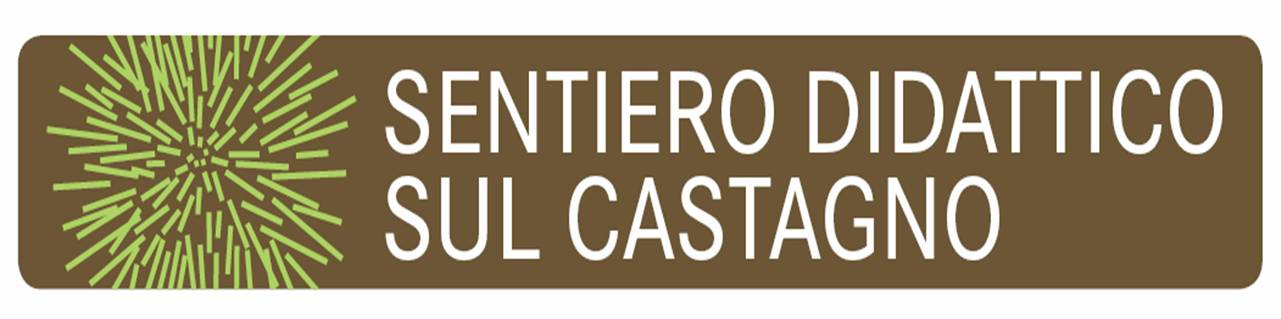 SENTIERO DIDATTICO
SUL CASTAGNO